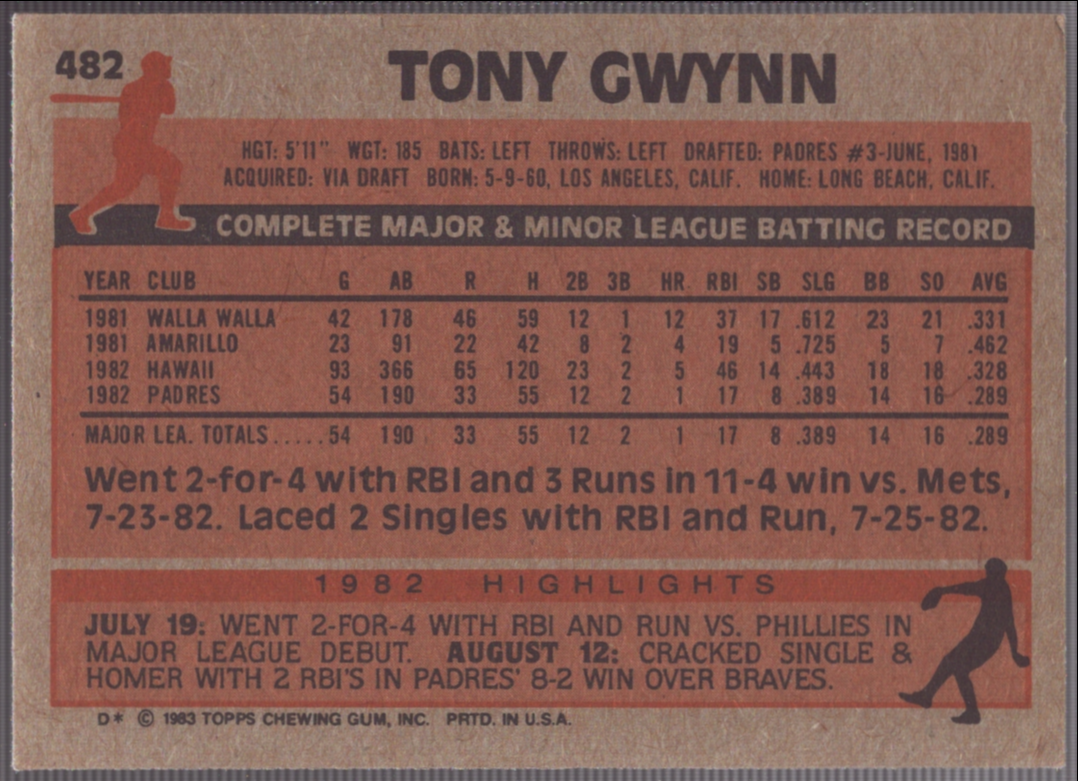 482
TONY GWYNN
HGT: 5'11" WGT: 185 BATS: LEFT THROWS: LEFT DRAFTED: PADRES #3-JUNE, 1981
ACQUIRED: VIA DRAFT BORN: 5-9-60, LOS ANGELES, CALIF. HOME: LONG BEACH, CALIF.
COMPLETE MAJOR & MINOR LEAGUE BATTING RECORD
YEAR CLUB G AB R H 2B 3B HR RBI SB SLG BB SO AVG
1981 WALLA WALLA 42 178 46 59 12 1 12 37 17 .612 23 21 .331
1981 AMARILLO 23 91 22 42 8 2 4 19 5 .725 5 7 .462
1982 HAWAII 93 366 65 120 23 2 5 46 14 .443 18 18 .328
1982 PADRES 54 190 33 55 12 2 1 17 8 .389 14 16 .289
MAJOR LEA. TOTALS.....54 190 33 55 12 2 1 17 8 .389 14 16 .289
Went 2-for-4 with RBI and 3 Runs in 11-4 win vs. Mets,
7-23-82. Laced 2 Singles with RBI and Run, 7-25-82.
1982 HIGHLIGHTS
JULY 19: WENT 2-FOR-4 WITH RBI AND RUN VS. PHILLIES IN
MAJOR LEAGUE DEBUT. AUGUST 12: CRACKED SINGLE &
HOMER WITH 2 RBI'S IN PADRES' 8-2 WIN OVER BRAVES.
D* © 1983 TOPPS CHEWING GUM, INC. PRTD. IN U.S.A.